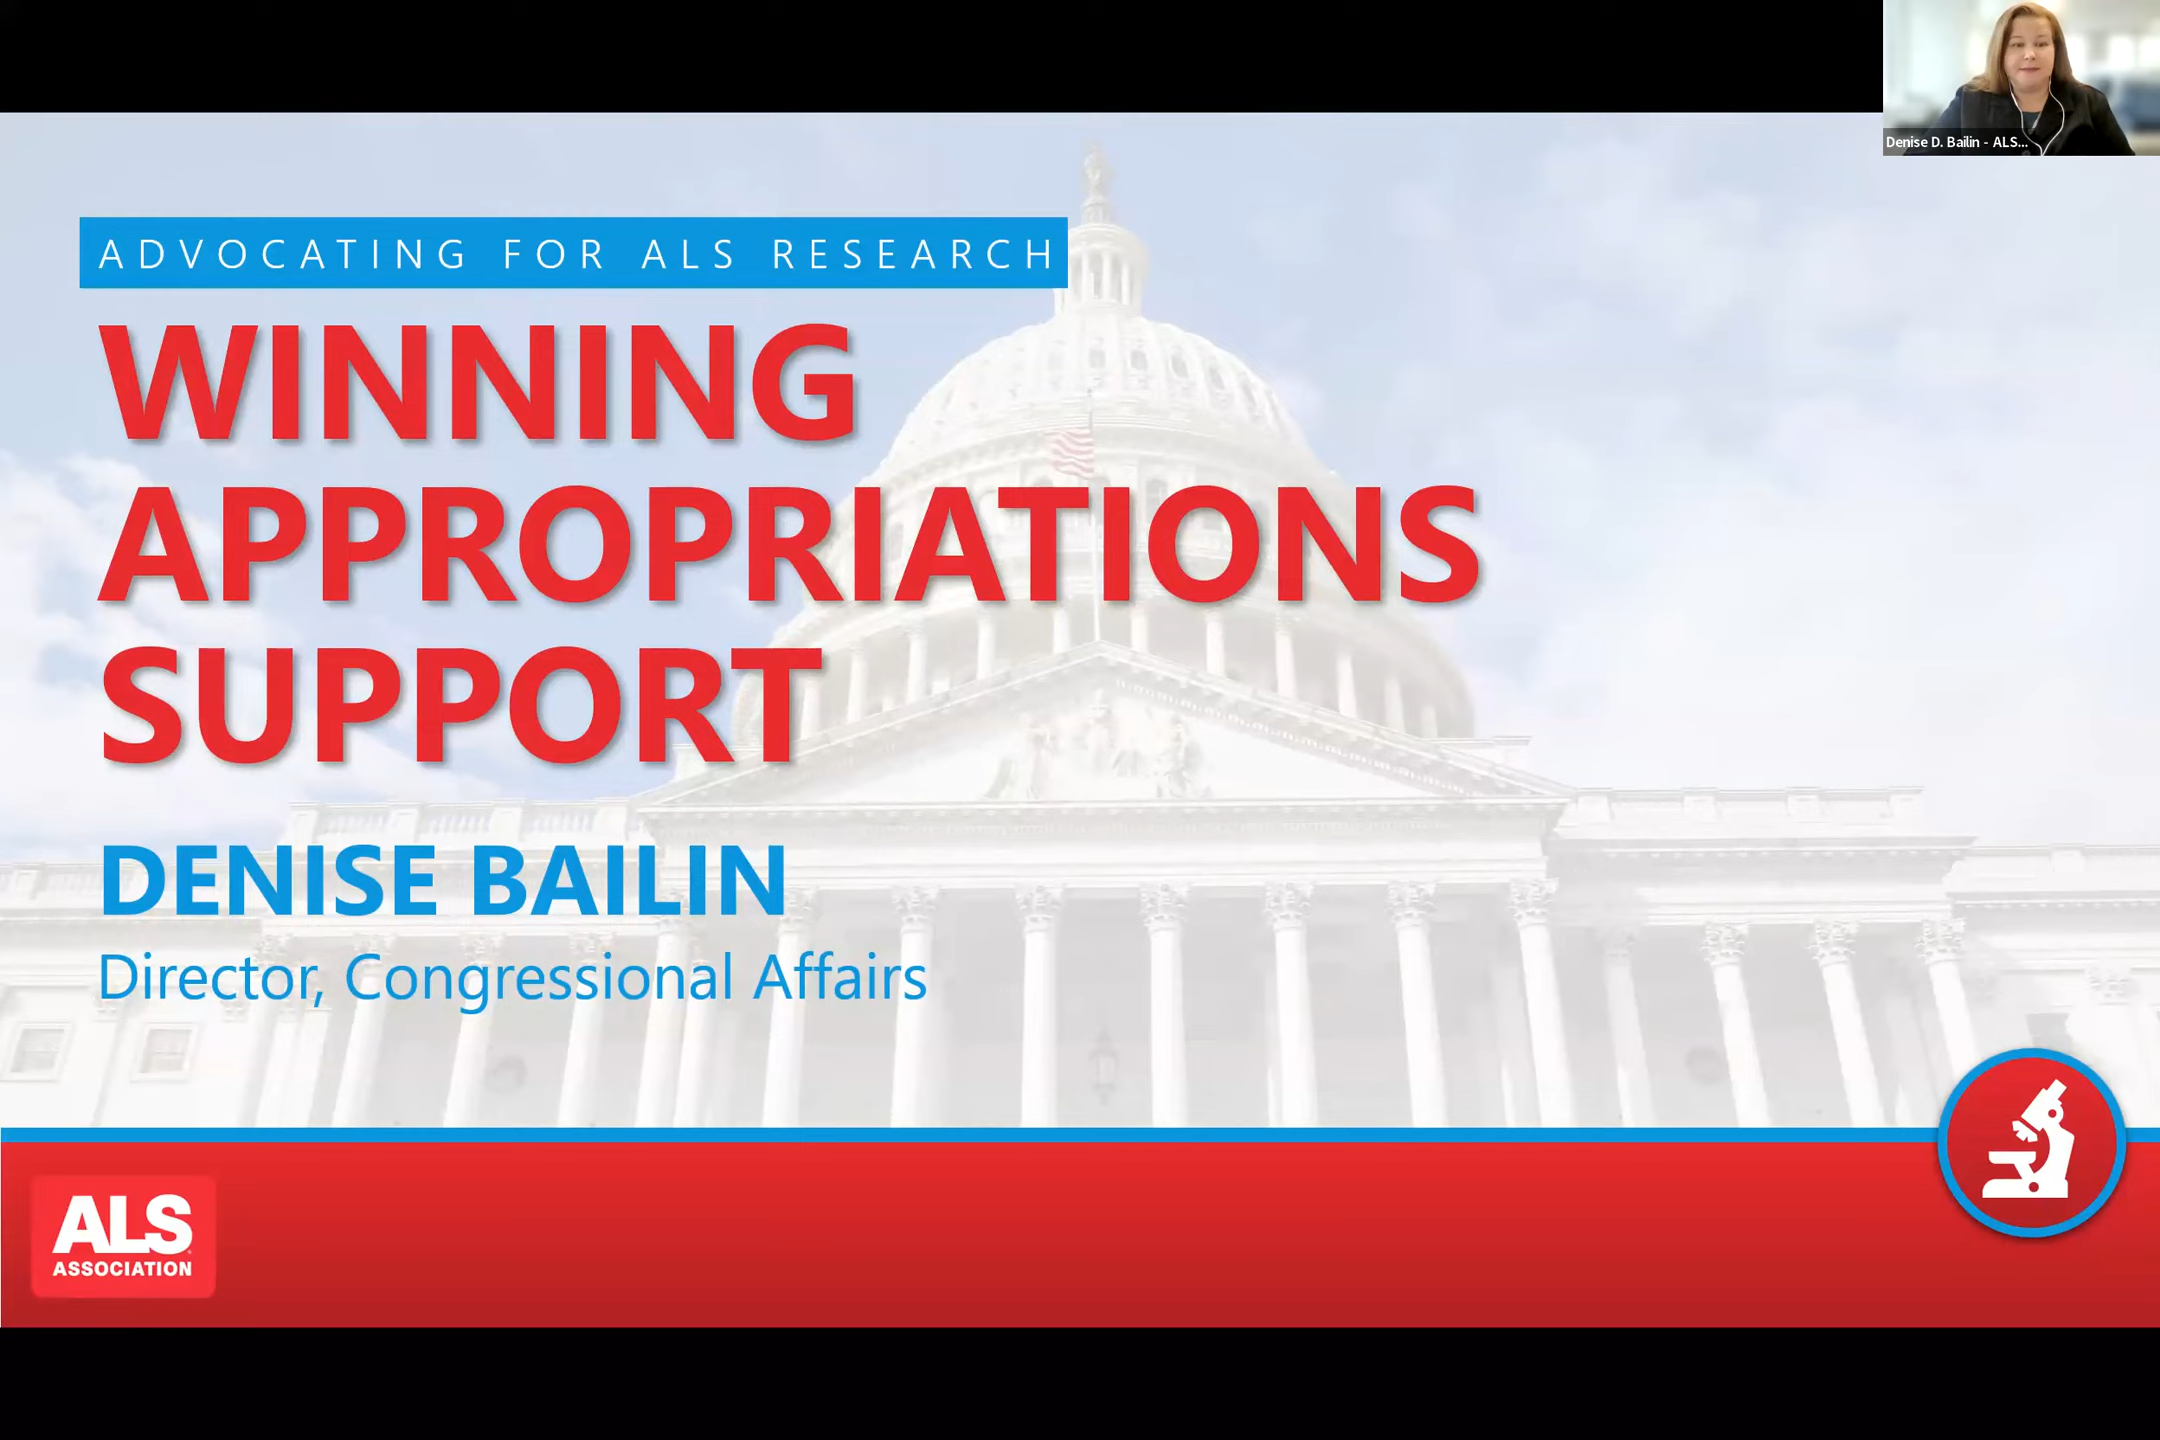 Denise D. Bailin - ALS...
ADVOCATING FOR ALS RESEARCH
WINNING
APPROPRIATIONS
SUPPORT
DENISE BAILIN
Director, Congressional Affairs
ALS
ASSOCIATION